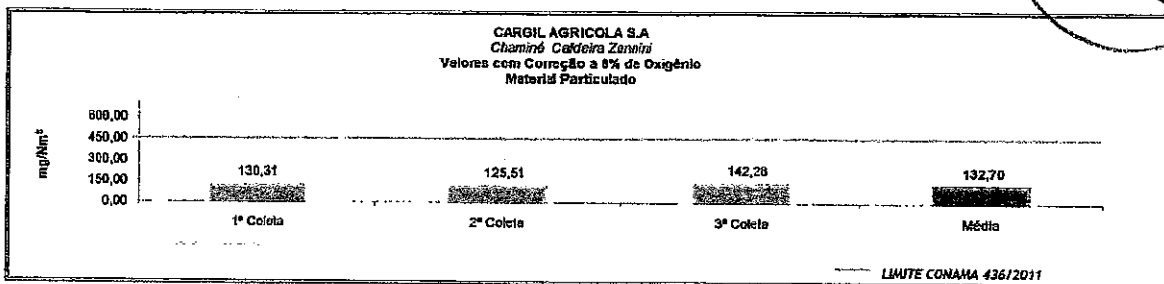 CARGIL AGRICOLA S.A
Chaminé Caldeira Zannini
Valores com Correção a 8% de Oxigênio
Material Particulado
mg/Nm³
600,00
450,00
300,00
150,00
0,00
130,31
125,51
142,28
132,70
1ª Coleta
2ª Coleta
3ª Coleta
Média
LIMITE CONAMA 436/2011